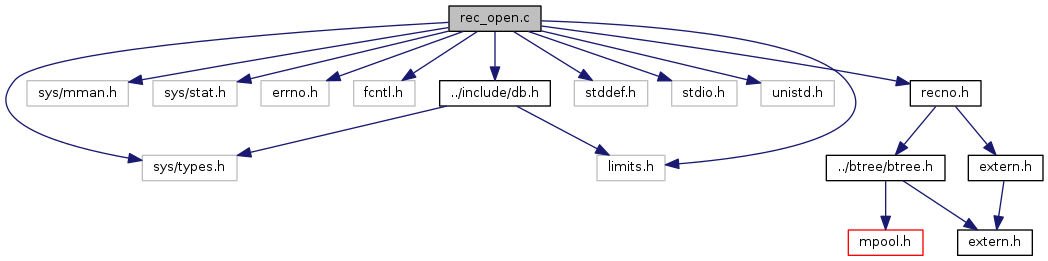 rec_open.c
sys/mman.h
sys/stat.h
errno.h
fcntl.h
../include/db.h
stddef.h
stdio.h
unistd.h
recno.h
sys/types.h
limits.h
../btree/btree.h
extern.h
mpool.h
extern.h